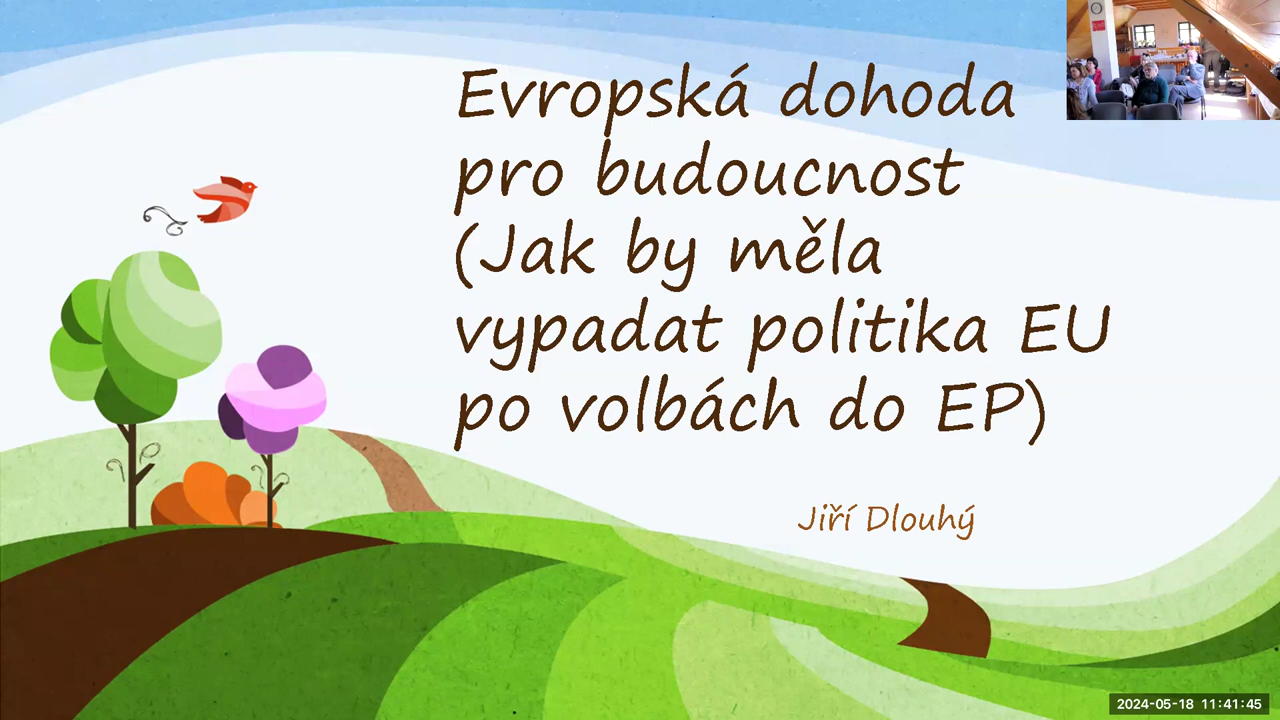 Evropská dohoda
pro budoucnost
(Jak by měla
vypadat politika EU
po volbách do EP)
Jiří Dlouhý
2024-05-18 11:41:45